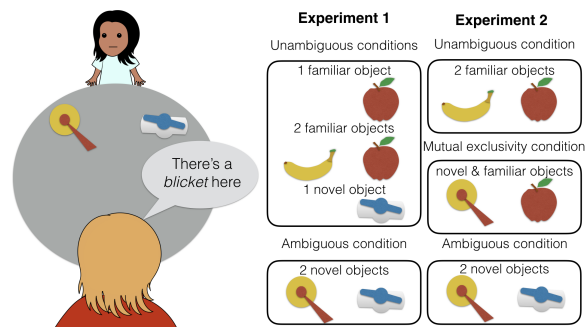 There's a
blicket here
Experiment 1
Unambiguous conditions
1 familiar object
2 familiar objects
1 novel object
Ambiguous condition
2 novel objects
Experiment 2
Unambiguous condition
2 familiar objects
Mutual exclusivity condition
novel & familiar objects
Ambiguous condition
2 novel objects